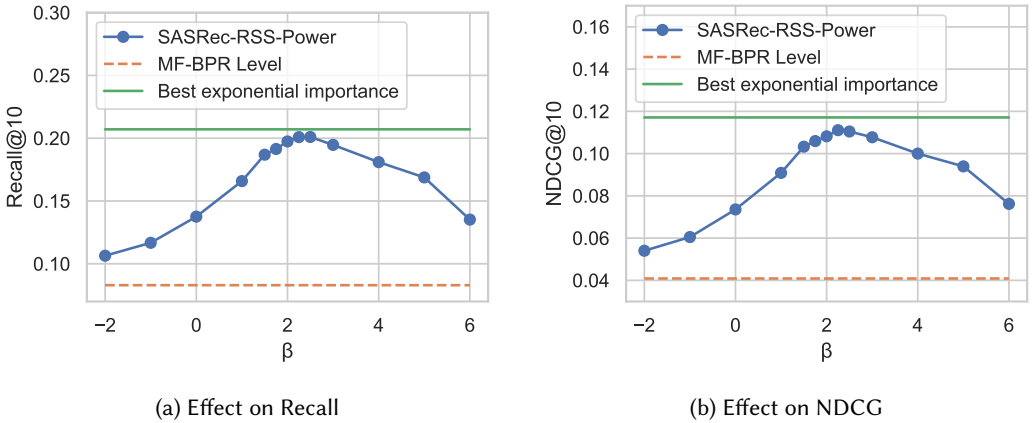 0.30
0.25
0.20
0.15
0.10
Recall@10
SASRec-RSS-Power
MF-BPR Level
Best exponential importance
−2 0 2 4 6
β
(a) Effect on Recall
0.16
0.14
0.12
0.10
0.08
0.06
0.04
NDCG@10
SASRec-RSS-Power
MF-BPR Level
Best exponential importance
−2 0 2 4 6
β
(b) Effect on NDCG